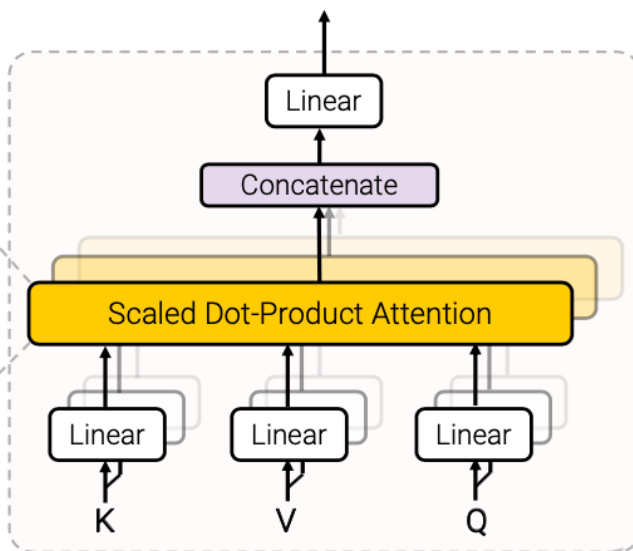 Linear
Concatenate
Scaled Dot-Product Attention
Linear Linear Linear
K V Q